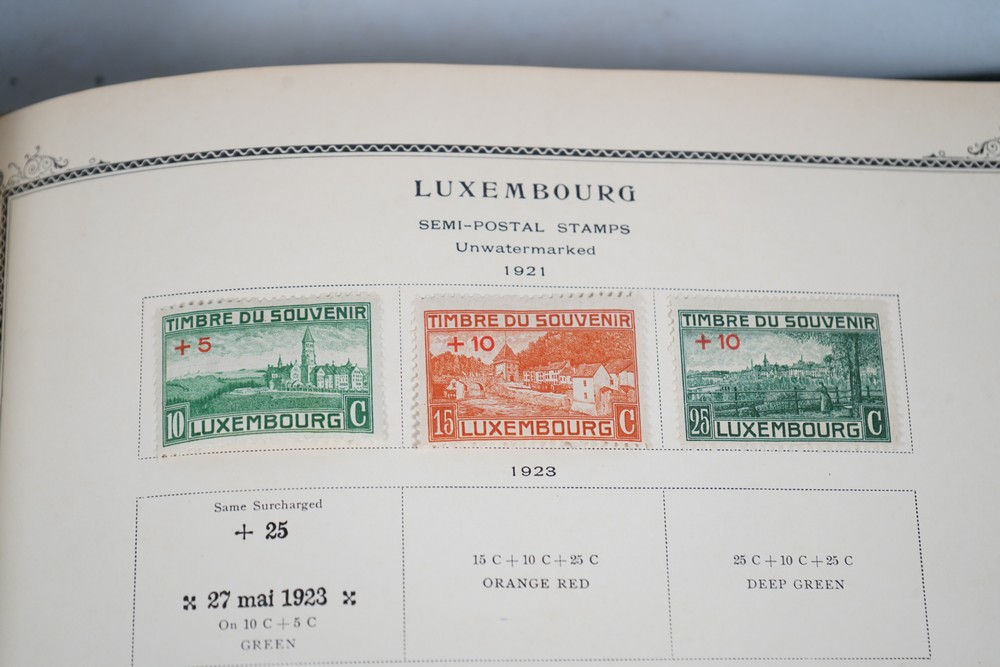 LUXEMBOURG
SEMI-POSTAL STAMPS
Unwatermarked
1921
TIMBRE DU SOUVENIR
+5
10 LUXEMBOURG C
TIMBRE DU SOUVENIR
+10
15 LUXEMBOURG C
TIMBRE DU SOUVENIR
+10
25 LUXEMBOURG C
1923
Same Surcharged
+ 25
27 mai 1923
On 10 C + 5 C
GREEN
15 C + 10 C + 25 C
ORANGE RED
25 C + 10 C + 25 C
DEEP GREEN